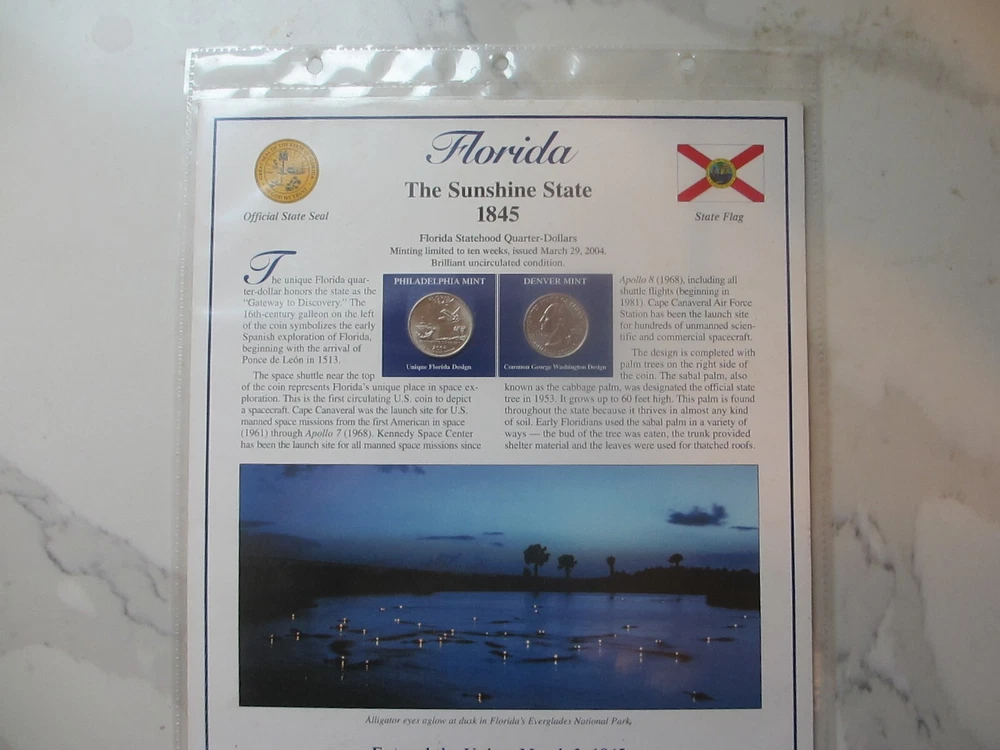 Florida
The Sunshine State
1845
Official State Seal
State Flag
Florida Statehood Quarter-Dollars
Minting limited to ten weeks, issued March 29, 2004.
Brilliant uncirculated condition.
The unique Florida quar-
ter-dollar honors the state as the
"Gateway to Discovery." The
16th-century galleon on the left
of the coin symbolizes the early
Spanish exploration of Florida,
beginning with the arrival of
Ponce de León in 1513.
The space shuttle near the top
of the coin represents Florida's unique place in space ex-
ploration. This is the first circulating U.S. coin to depict
a spacecraft. Cape Canaveral was the launch site for U.S.
manned space missions from the first American in space
(1961) through Apollo 7 (1968). Kennedy Space Center
has been the launch site for all manned space missions since
PHILADELPHIA MINT
Unique Florida Design
DENVER MINT
Common George Washington Design
Apollo 8 (1968), including all
shuttle flights (beginning in
1981). Cape Canaveral Air Force
Station has been the launch site
for hundreds of unmanned scien-
tific and commercial spacecraft.
The design is completed with
palm trees on the right side of
the coin. The sabal palm, also
known as the cabbage palm, was designated the official state
tree in 1953. It grows up to 60 feet high. This palm is found
throughout the state because it thrives in almost any kind
of soil. Early Floridians used the sabal palm in a variety of
ways — the bud of the tree was eaten, the trunk provided
shelter material and the leaves were used for thatched roofs.
Alligator eyes aglow at dusk in Florida's Everglades National Park.